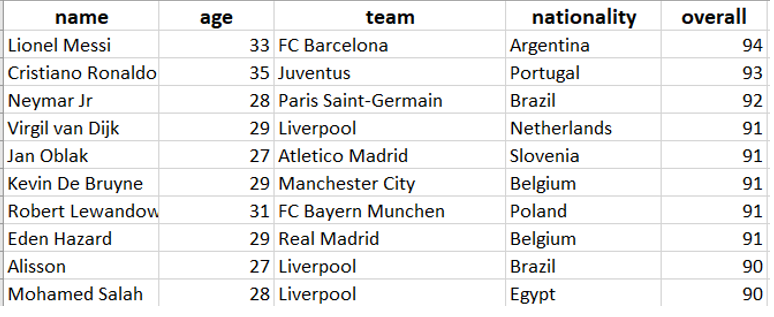 name age team nationality overall
Lionel Messi 33 FC Barcelona Argentina 94
Cristiano Ronaldo 35 Juventus Portugal 93
Neymar Jr 28 Paris Saint-Germain Brazil 92
Virgil van Dijk 29 Liverpool Netherlands 91
Jan Oblak 27 Atletico Madrid Slovenia 91
Kevin De Bruyne 29 Manchester City Belgium 91
Robert Lewandow 31 FC Bayern Munchen Poland 91
Eden Hazard 29 Real Madrid Belgium 91
Alisson 27 Liverpool Brazil 90
Mohamed Salah 28 Liverpool Egypt 90